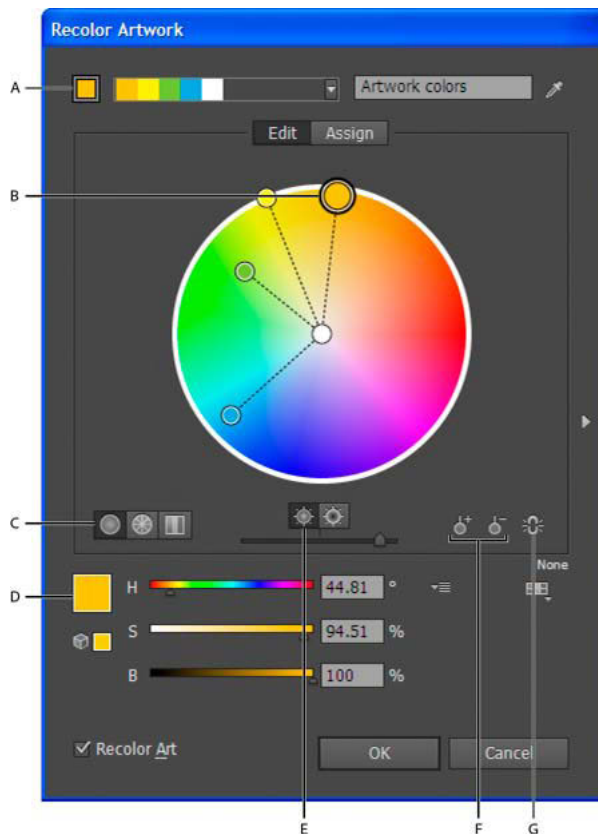 Recolor Artwork
A
Artwork colors
Edit Assign
B
C
None
D
H 44.81 °
S 94.51 %
B 100 %
Recolor Art
OK Cancel
E F G